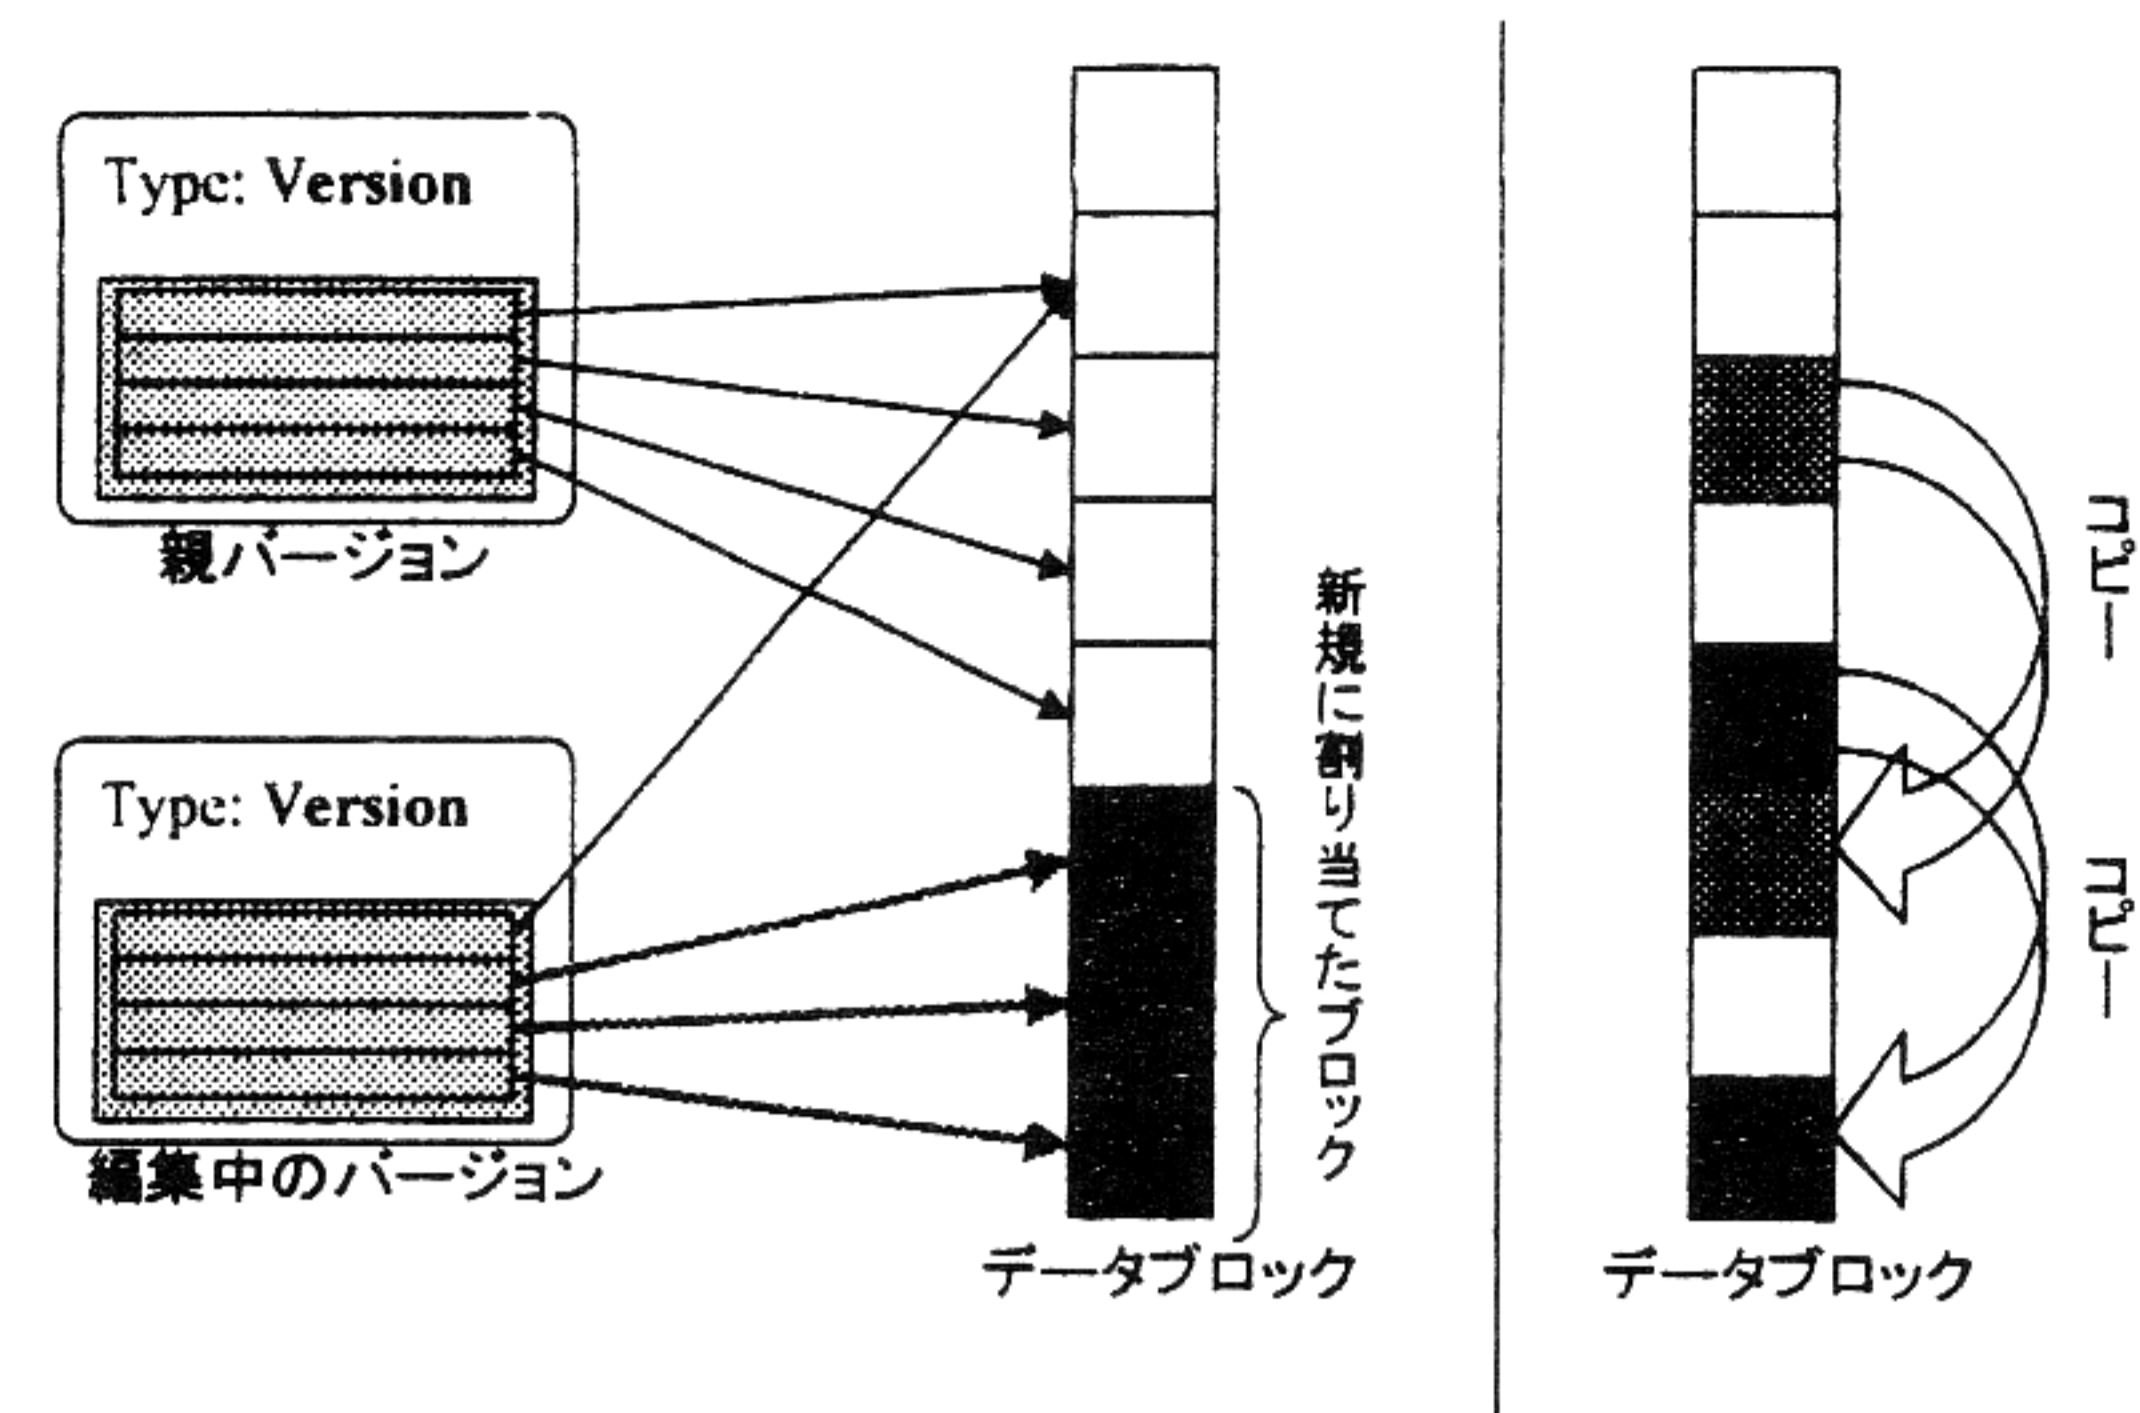 Type: Version
親バージョン
Type: Version
編集中のバージョン
新規に割り当てたブロック
データブロック
コピー
コピー
データブロック